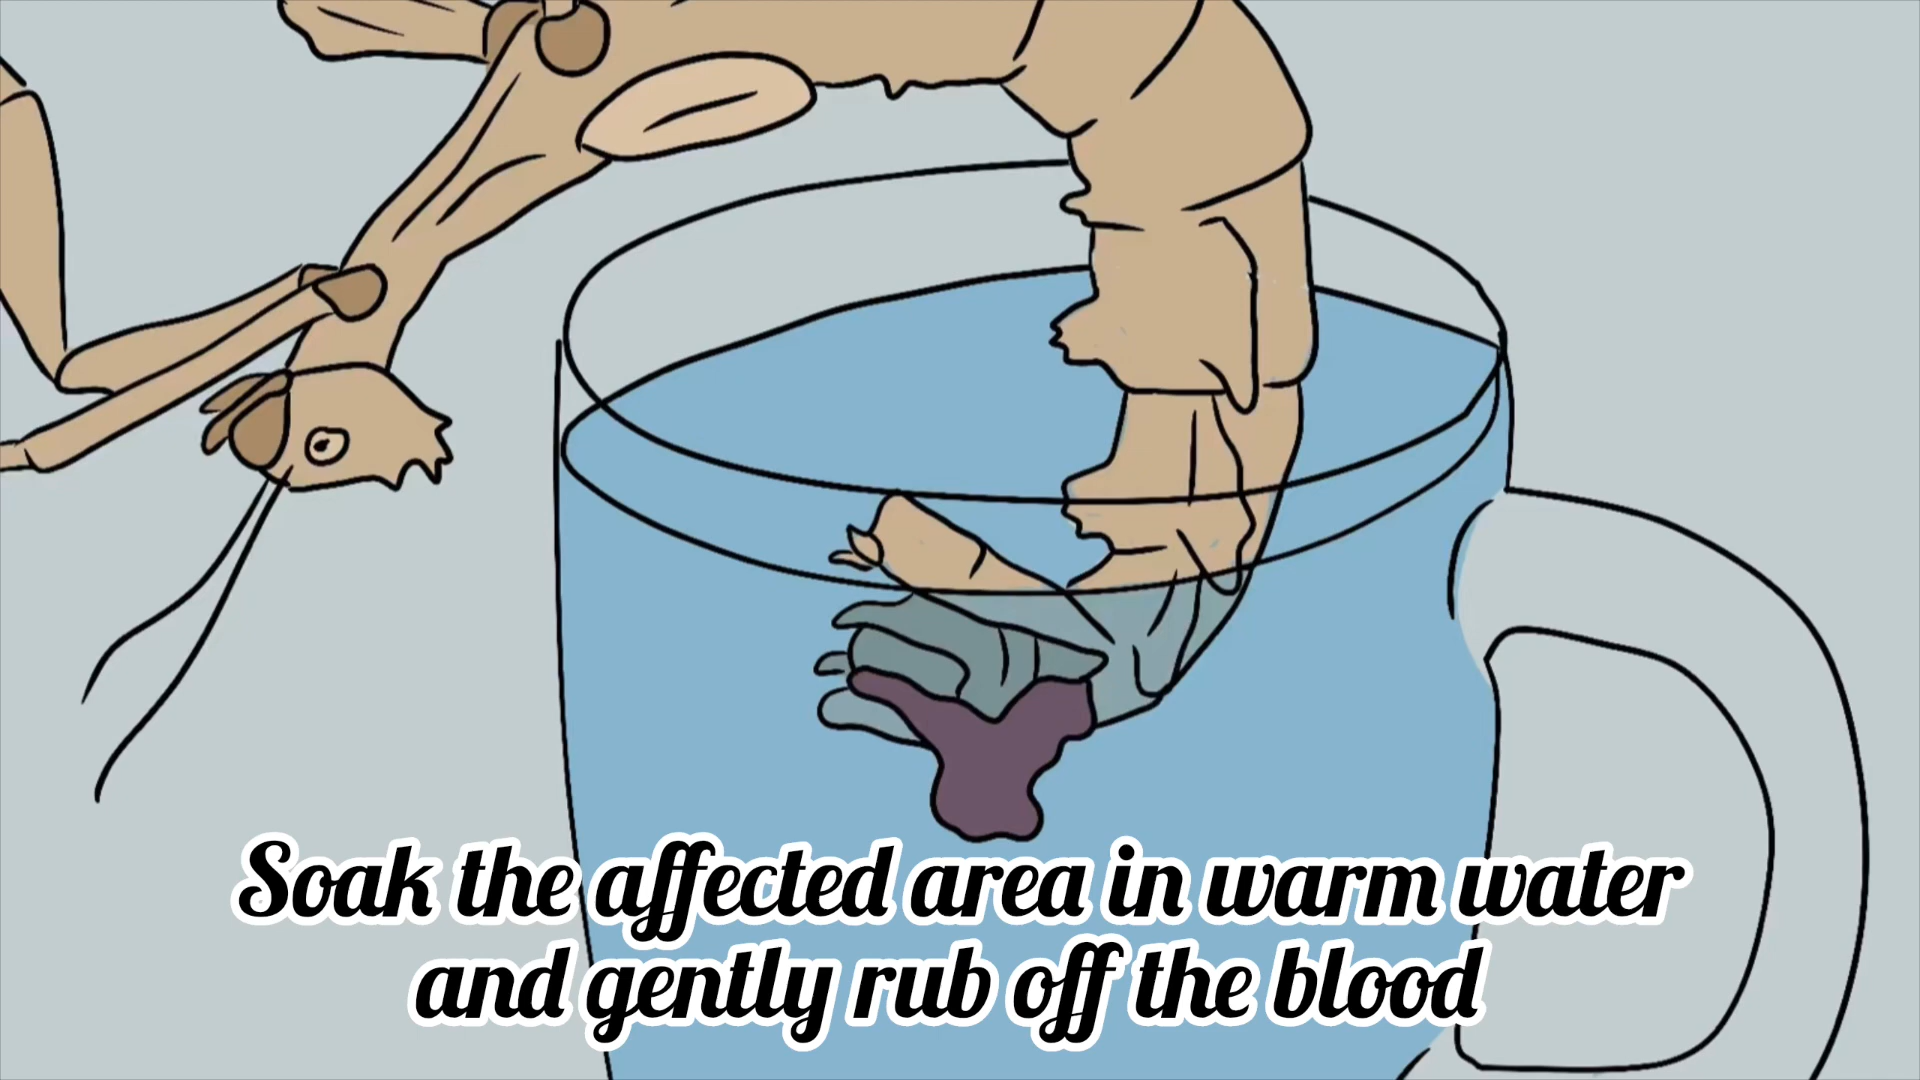 Soak the affected area in warm water
and gently rub off the blood